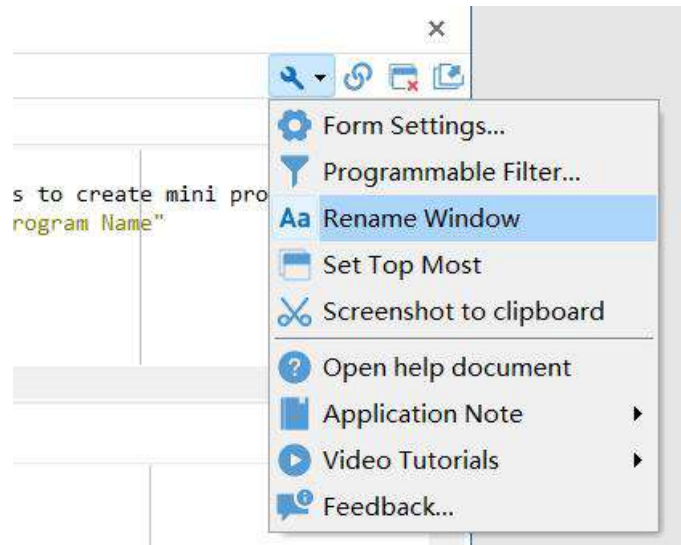 Form Settings...
s to create mini pro
Programmable Filter...
rogram Name"
Aa Rename Window
Set Top Most
Screenshot to clipboard
Open help document
Application Note
Video Tutorials
Feedback...